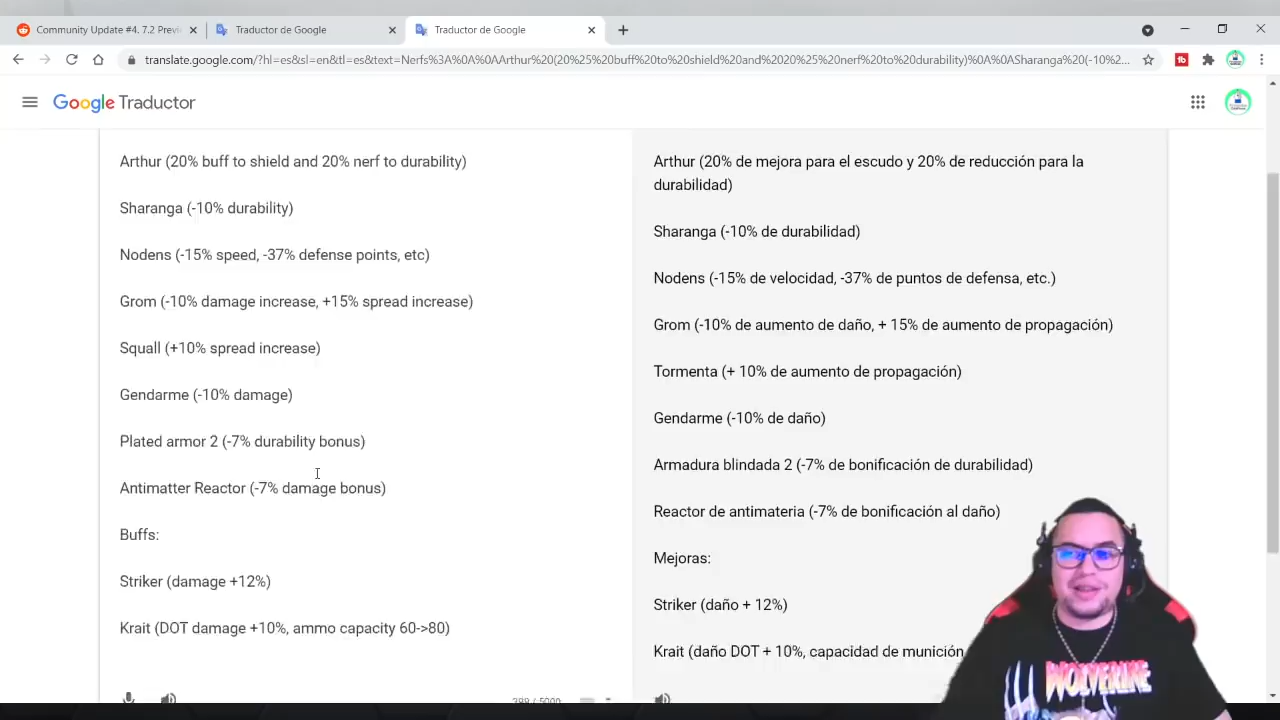 Community Update #4. 7.2 Previ
Traductor de Google
Traductor de Google
translate.google.com/?hl=es&sl=en&tl=es&text=Nerfs%3A%0A%0AArthur%20(20%25%20buff%20to%20shield%20and%2020%25%20nerf%20to%20durability)%0A%0ASharanga%20(-10%2...
Google Traductor
Arthur (20% buff to shield and 20% nerf to durability)
Sharanga (-10% durability)
Nodens (-15% speed, -37% defense points, etc)
Grom (-10% damage increase, +15% spread increase)
Squall (+10% spread increase)
Gendarme (-10% damage)
Plated armor 2 (-7% durability bonus)
Antimatter Reactor (-7% damage bonus)
Buffs:
Striker (damage +12%)
Krait (DOT damage +10%, ammo capacity 60->80)
Arthur (20% de mejora para el escudo y 20% de reducción para la
durabilidad)
Sharanga (-10% de durabilidad)
Nodens (-15% de velocidad, -37% de puntos de defensa, etc.)
Grom (-10% de aumento de daño, + 15% de aumento de propagación)
Tormenta (+ 10% de aumento de propagación)
Gendarme (-10% de daño)
Armadura blindada 2 (-7% de bonificación de durabilidad)
Reactor de antimateria (-7% de bonificación al daño)
Mejoras:
Striker (daño + 12%)
Krait (daño DOT + 10%, capacidad de munición
WOLVERINE